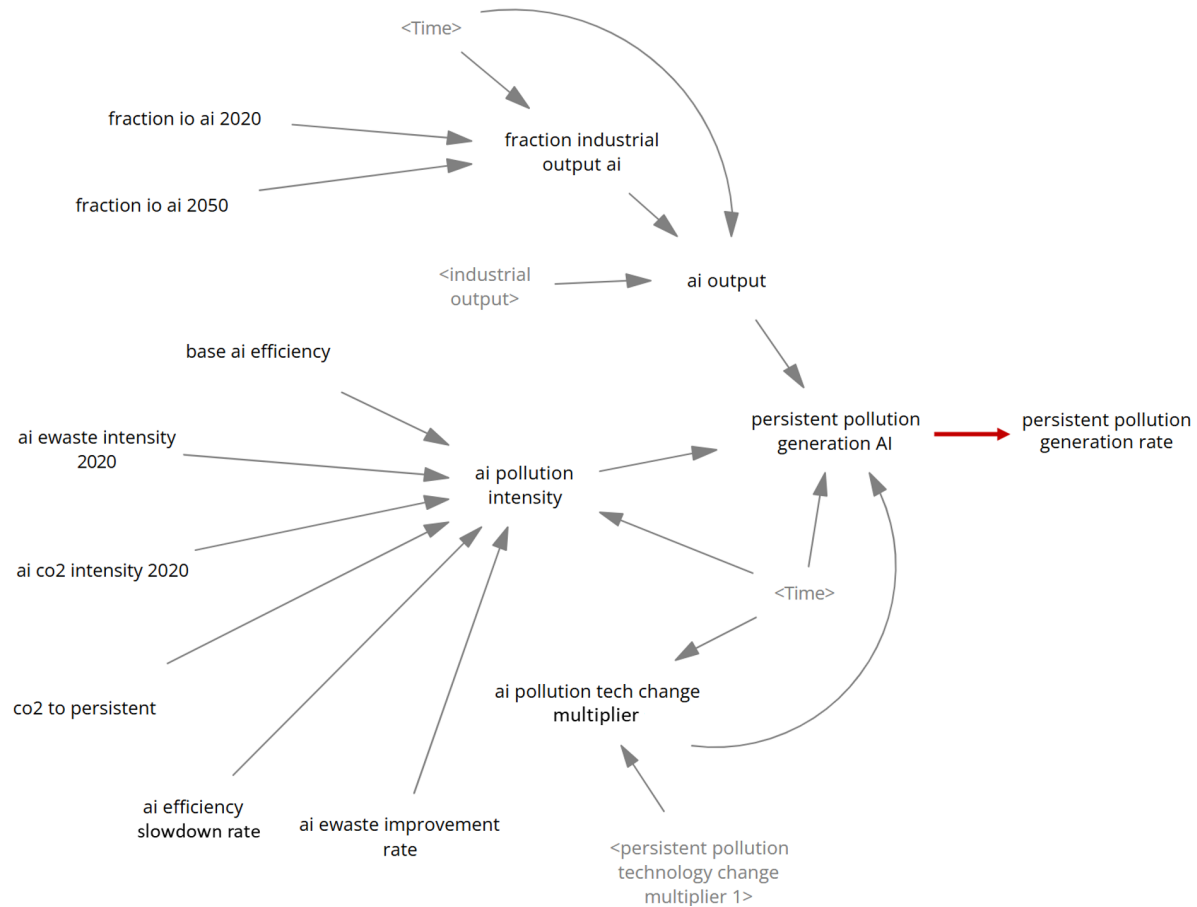 <Time>
fraction io ai 2020
fraction industrial
output ai
fraction io ai 2050
<industrial
output>
ai output
base ai efficiency
persistent pollution
generation AI
persistent pollution
generation rate
ai ewaste intensity
2020
ai pollution
intensity
ai co2 intensity 2020
<Time>
ai pollution tech change
multiplier
co2 to persistent
ai efficiency
slowdown rate
ai ewaste improvement
rate
<persistent pollution
technology change
multiplier 1>